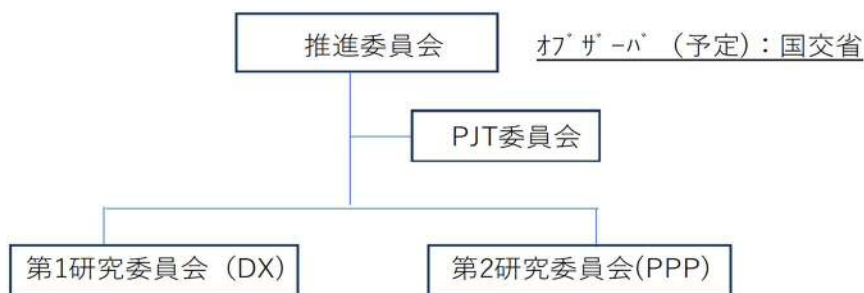 推進委員会
ｵﾌﾞｻﾞｰﾊﾞ（予定）：国交省
PJT委員会
第1研究委員会（DX）
第2研究委員会(PPP)